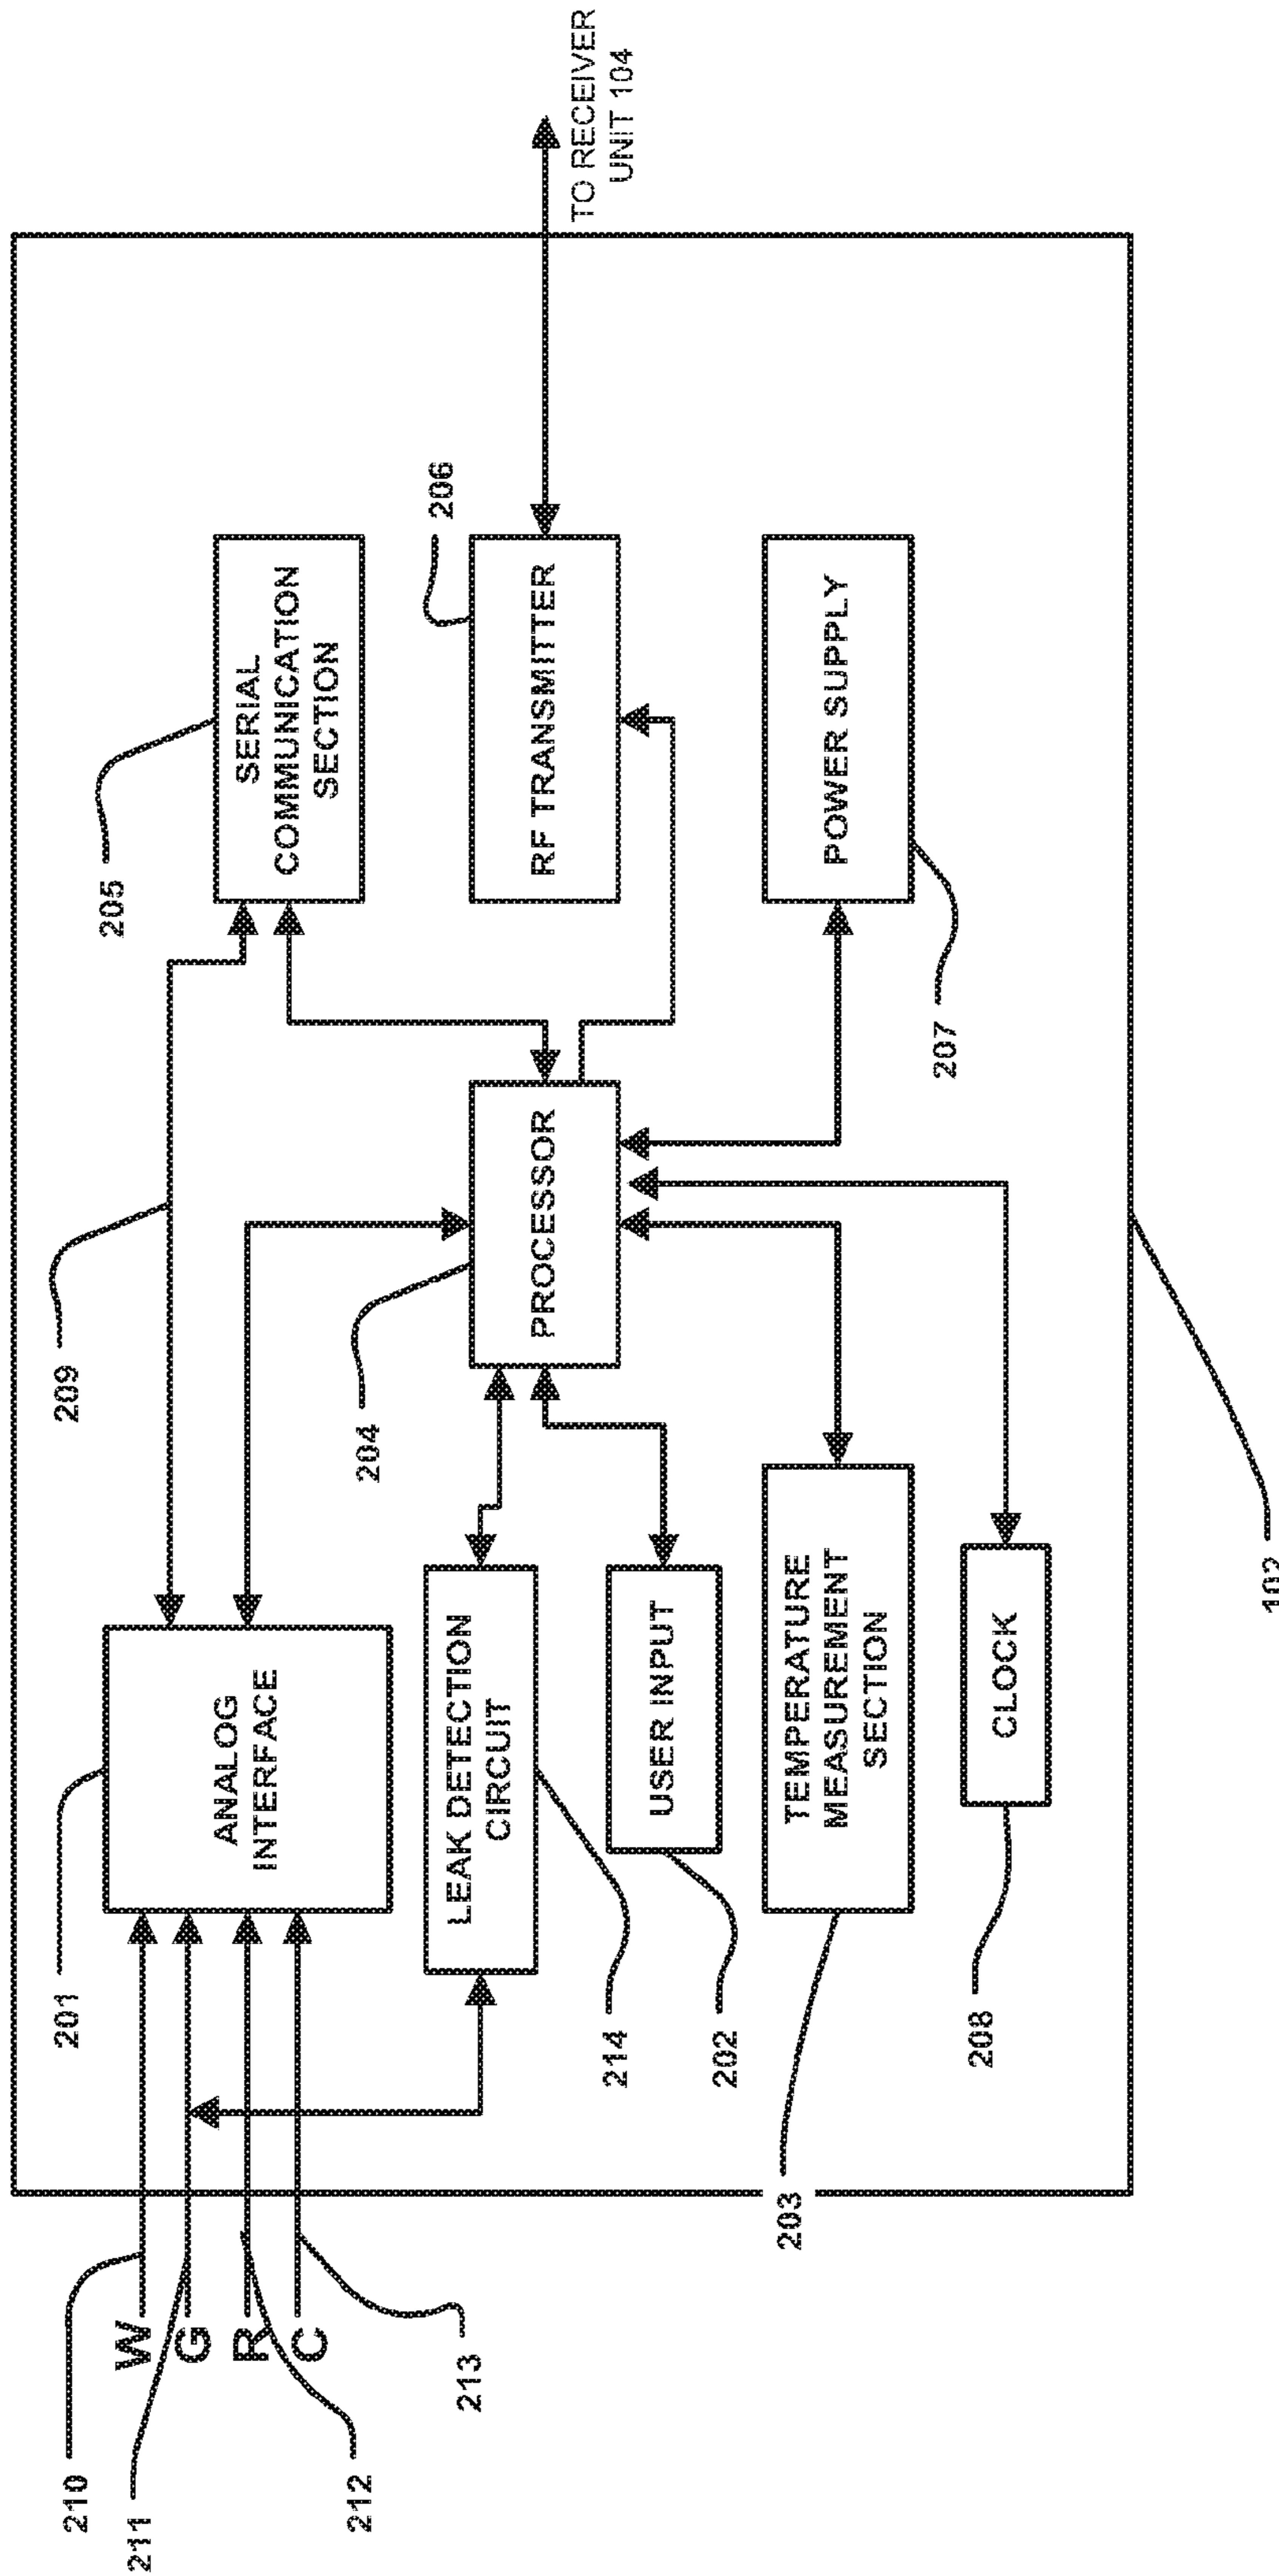 210
W
211
G
212
R
213
C
201
ANALOG
INTERFACE
209
205
SERIAL
COMMUNICATION
SECTION
LEAK DETECTION
CIRCUIT
214
204
PROCESSOR
206
RF TRANSMITTER
TO RECEIVER
UNIT 104
USER INPUT
202
TEMPERATURE
MEASUREMENT
SECTION
203
POWER SUPPLY
207
CLOCK
208
102